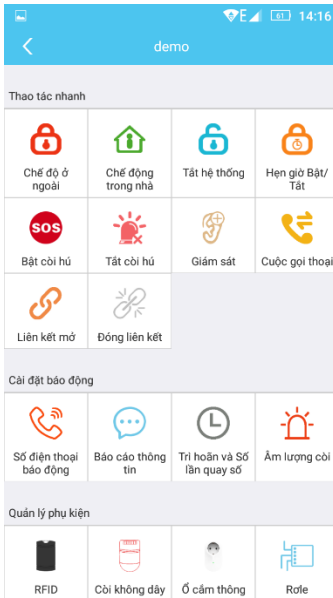 E 61 14:16
demo
Thao tác nhanh
Chế độ ở
ngoài
Chế động
trong nhà
Tắt hệ thống
Hẹn giờ Bật/
Tắt
SOS
Bật còi hú
Tắt còi hú
Giám sát
Cuộc gọi thoại
Liên kết mở
Đóng liên kết
Cài đặt báo động
Số điện thoại
báo động
Báo cáo thông
tin
Trì hoãn và Số
lần quay số
Âm lượng còi
Quản lý phụ kiện
RFID
Còi không dây
Ổ cắm thông
Rơle